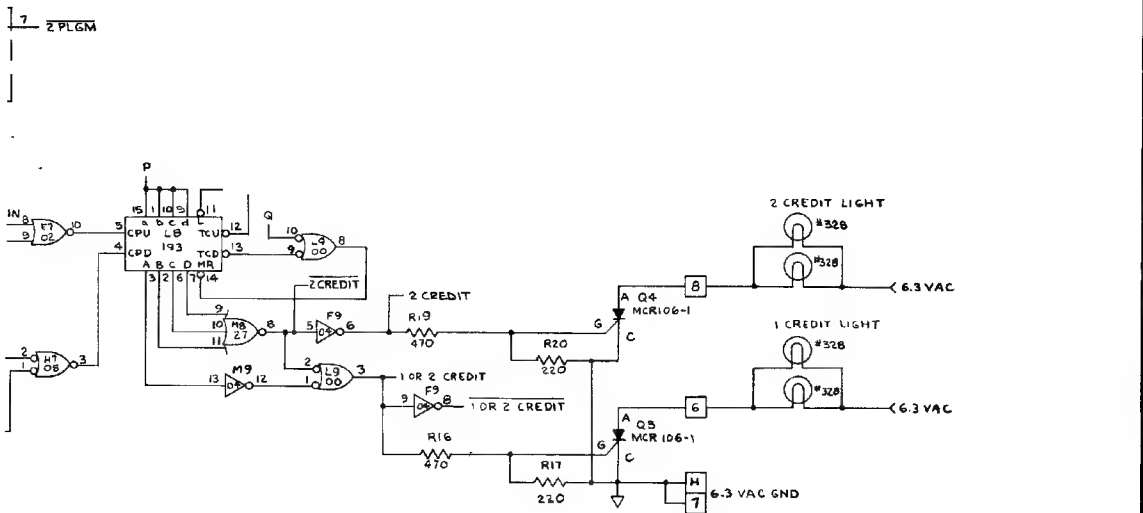 7 2 PLGM
P
15 1 10 9 11
a b c d L
IN 8 9 E7 02 10
5 CPU L8 TCU 12
4 CPD 193 TCD 13
A B C D MR
3 2 6 7 14
Q
10 9 L9 00 8
2 1 H7 08 3
2 CREDIT
2 CREDIT
9 10 11 M8 27 8
5 F9 04 6
R19
470
13 M9 04 12
2 1 L9 00 3
1 OR 2 CREDIT
9 F9 04 8 1 OR 2 CREDIT
R16
470
R20
220
R17
220
G A Q4 C
MCR106-1
8
2 CREDIT LIGHT
#328
#328
6.3 VAC
1 CREDIT LIGHT
#328
#328
6.3 VAC
6
G A C
MCR106-1
H
7
6.3 VAC GND